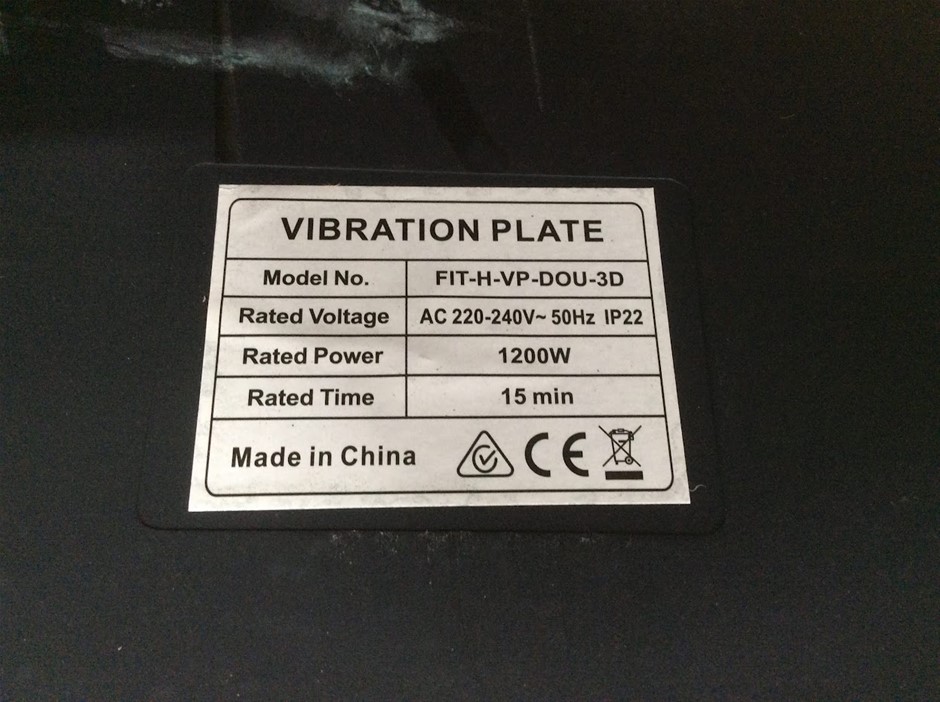 VIBRATION PLATE
Model No. FIT-H-VP-DOU-3D
Rated Voltage AC 220-240V~ 50Hz IP22
Rated Power 1200W
Rated Time 15 min
Made in China CE